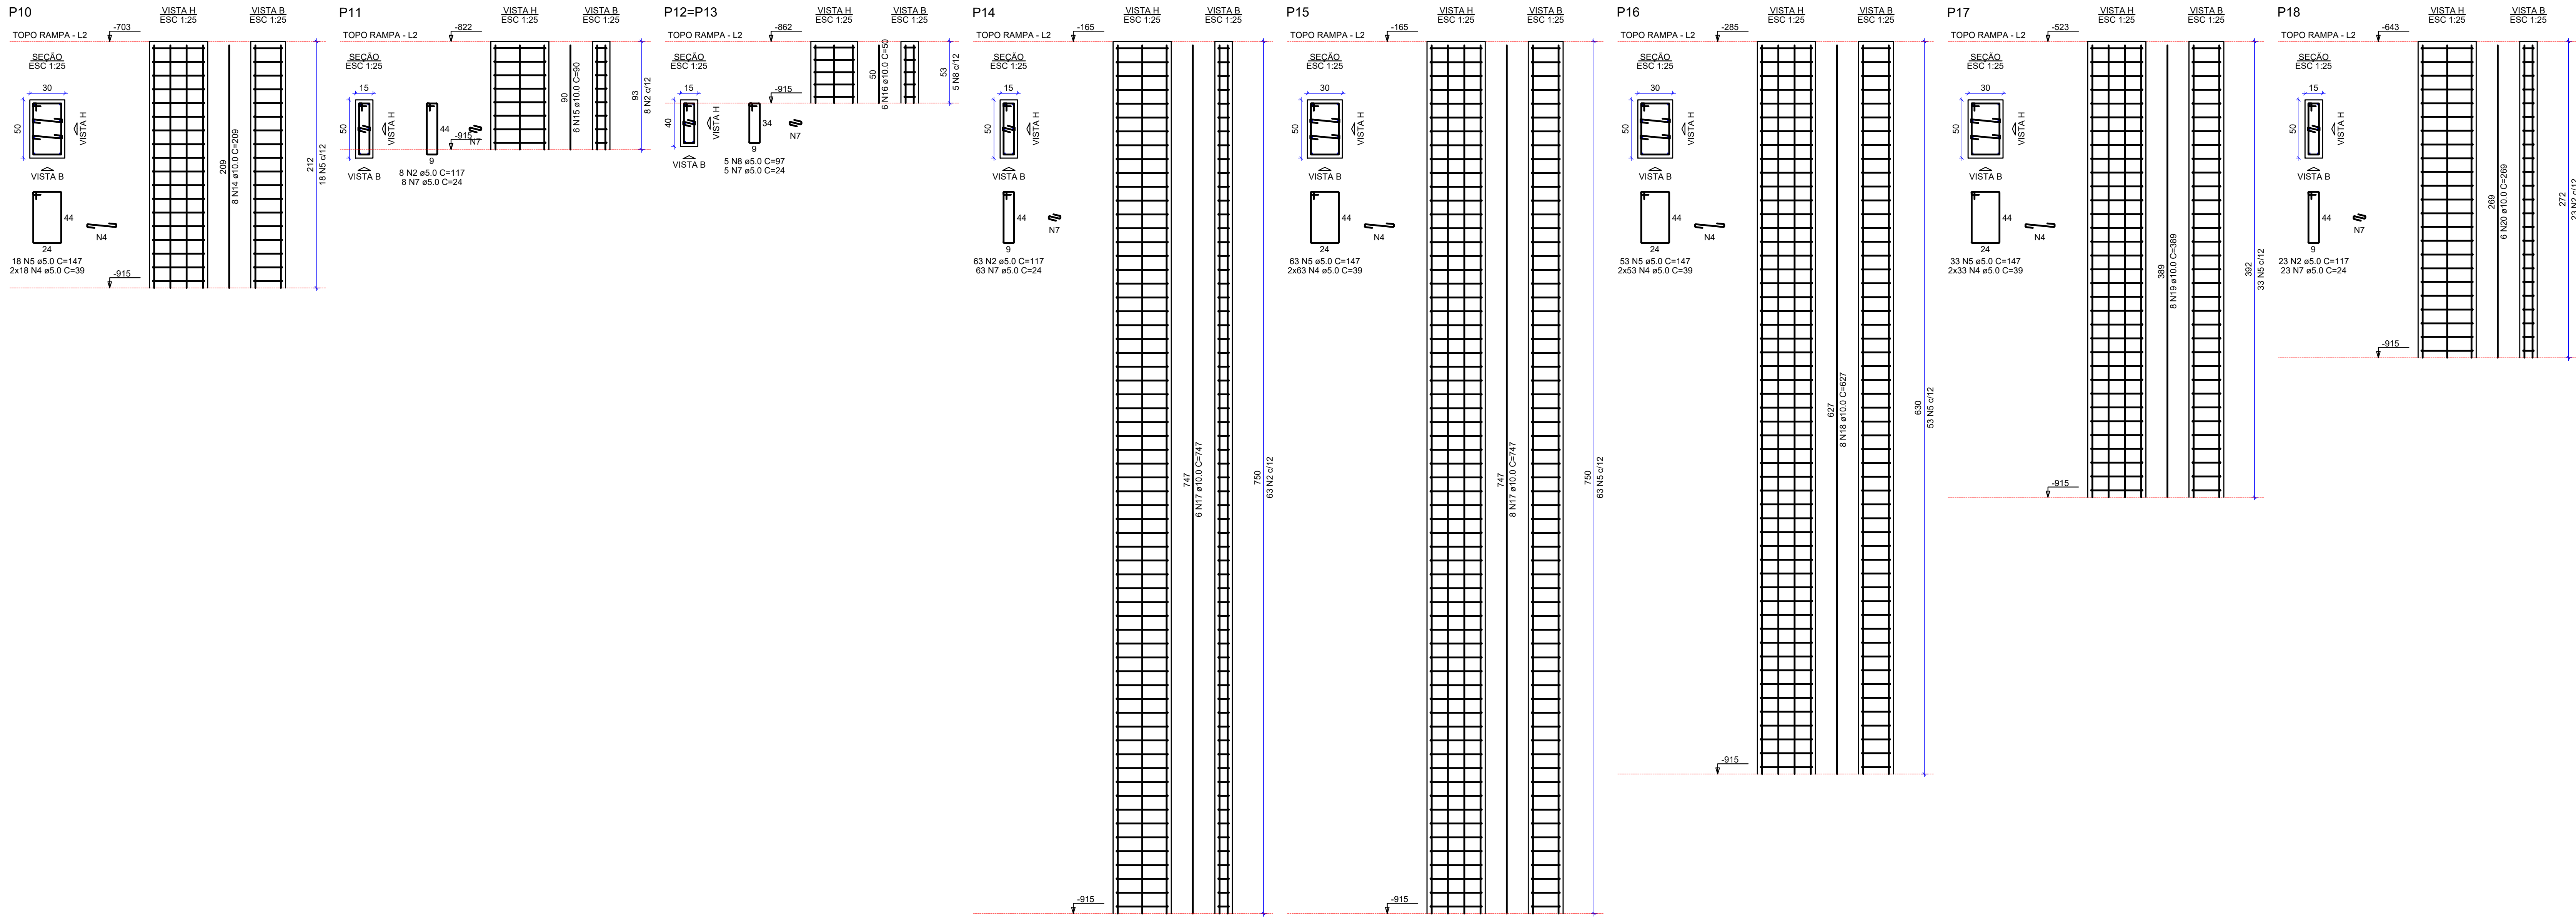 P10
VISTA H
ESC 1:25
VISTA B
ESC 1:25
TOPO RAMPA - L2
-703
SEÇÃO
ESC 1:25
30
50
VISTA H
VISTA B
44
24
N4
18 N5 ø5.0 C=147
2x18 N4 ø5.0 C=39
-915
209
8 N14 ø10.0 C=209
212
18 N5 c/12
P11
VISTA H
ESC 1:25
VISTA B
ESC 1:25
TOPO RAMPA - L2
-822
SEÇÃO
ESC 1:25
15
50
VISTA H
VISTA B
44
9
-915
N7
8 N2 ø5.0 C=117
8 N7 ø5.0 C=24
90
6 N15 ø10.0 C=90
93
8 N2 c/12
P12=P13
VISTA H
ESC 1:25
VISTA B
ESC 1:25
TOPO RAMPA - L2
-862
SEÇÃO
ESC 1:25
15
40
VISTA H
VISTA B
34
9
-915
N7
5 N8 ø5.0 C=97
5 N7 ø5.0 C=24
50
6 N16 ø10.0 C=50
53
5 N8 c/12
P14
VISTA H
ESC 1:25
VISTA B
ESC 1:25
TOPO RAMPA - L2
-165
SEÇÃO
ESC 1:25
15
50
VISTA H
VISTA B
44
9
N7
63 N2 ø5.0 C=117
63 N7 ø5.0 C=24
-915
747
6 N17 ø10.0 C=747
750
63 N2 c/12
P15
VISTA H
ESC 1:25
VISTA B
ESC 1:25
TOPO RAMPA - L2
-165
SEÇÃO
ESC 1:25
30
50
VISTA H
VISTA B
44
24
N4
63 N5 ø5.0 C=147
2x63 N4 ø5.0 C=39
-915
747
8 N17 ø10.0 C=747
750
63 N5 c/12
P16
VISTA H
ESC 1:25
VISTA B
ESC 1:25
TOPO RAMPA - L2
-285
SEÇÃO
ESC 1:25
30
50
VISTA H
VISTA B
44
24
N4
53 N5 ø5.0 C=147
2x53 N4 ø5.0 C=39
-915
627
8 N18 ø10.0 C=627
630
53 N5 c/12
P17
VISTA H
ESC 1:25
VISTA B
ESC 1:25
TOPO RAMPA - L2
-523
SEÇÃO
ESC 1:25
30
50
VISTA H
VISTA B
44
24
N4
33 N5 ø5.0 C=147
2x33 N4 ø5.0 C=39
-915
389
8 N19 ø10.0 C=389
392
33 N5 c/12
P18
VISTA H
ESC 1:25
VISTA B
ESC 1:25
TOPO RAMPA - L2
-643
SEÇÃO
ESC 1:25
15
50
VISTA H
VISTA B
44
9
N7
23 N2 ø5.0 C=117
23 N7 ø5.0 C=24
-915
269
6 N20 ø10.0 C=269
272
23 N2 c/12